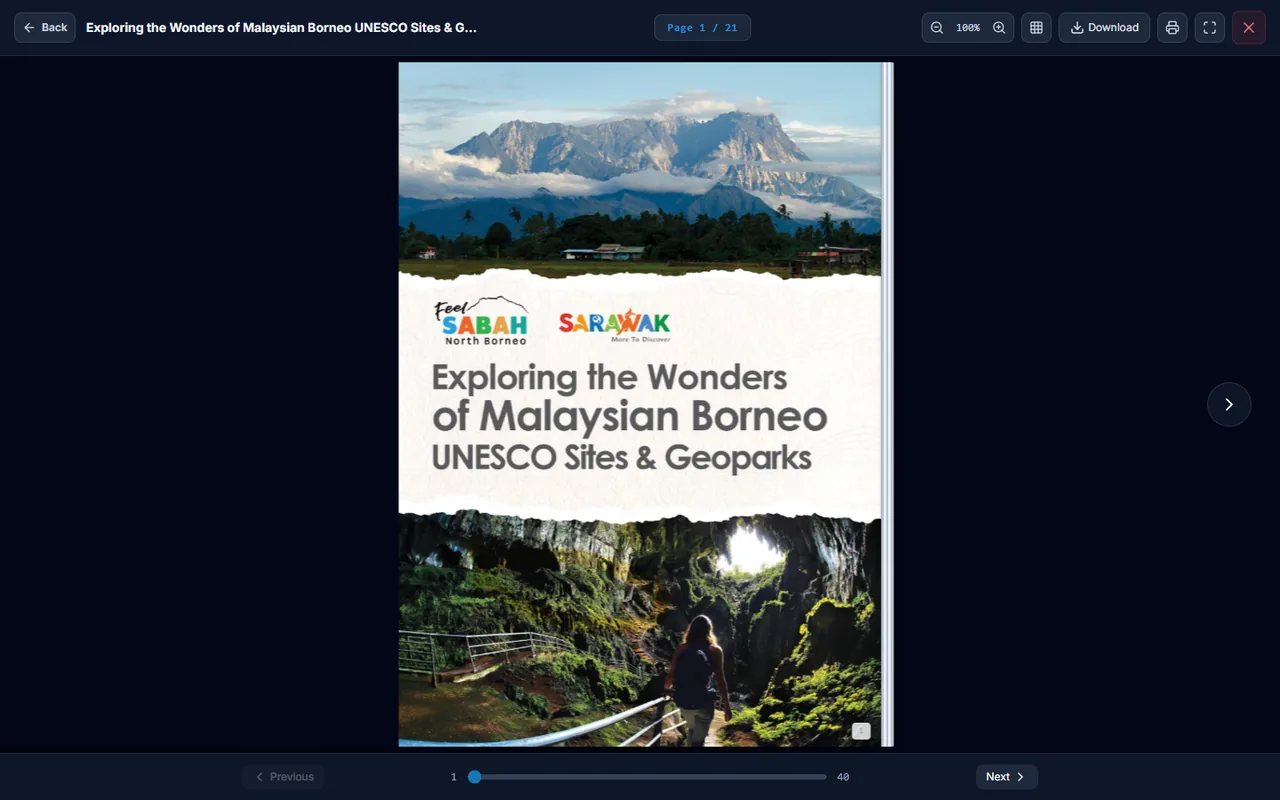 Back
Exploring the Wonders of Malaysian Borneo UNESCO Sites & G...
Page 1 / 21
100%
Download
Feel
SABAH
North Borneo
SARAWAK
More To Discover
Exploring the Wonders
of Malaysian Borneo
UNESCO Sites & Geoparks
1
Previous
1
40
Next